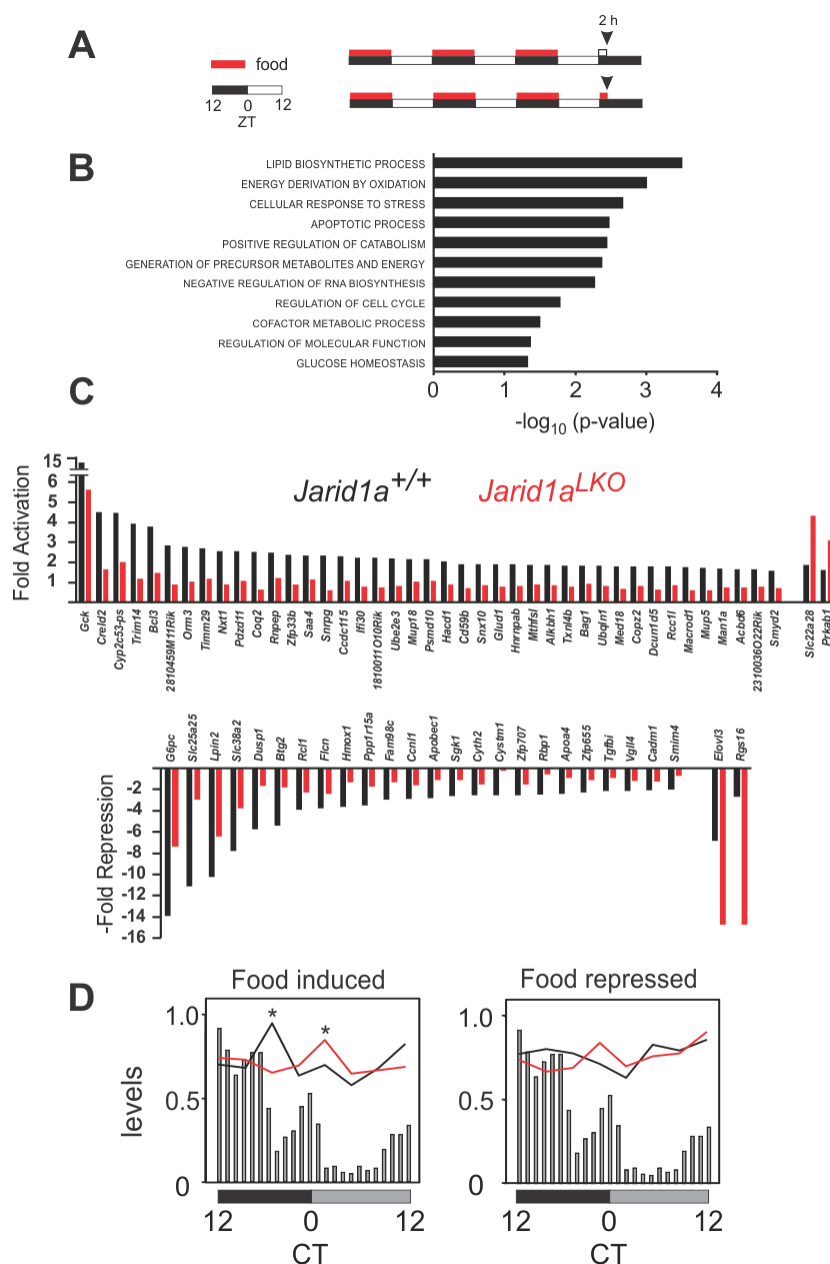 A
2 h
food
12 0 12
ZT
B
LIPID BIOSYNTHETIC PROCESS
ENERGY DERIVATION BY OXIDATION
CELLULAR RESPONSE TO STRESS
APOPTOTIC PROCESS
POSITIVE REGULATION OF CATABOLISM
GENERATION OF PRECURSOR METABOLITES AND ENERGY
NEGATIVE REGULATION OF RNA BIOSYNTHESIS
REGULATION OF CELL CYCLE
COFACTOR METABOLIC PROCESS
REGULATION OF MOLECULAR FUNCTION
GLUCOSE HOMEOSTASIS
0 1 2 3 4
-log10 (p-value)
C
Fold Activation
15
6
5
4
3
2
1
Jarid1a+/+ Jarid1aLKO
Gck
Creld2
Cyp2c53-ps
Trim14
Bcl3
2810459M11Rik
Orm3
Timm29
Nxt1
Pdzd11
Coq2
Rnpep
Zfp33b
Saa4
Snrpg
Ccdc115
Ifi30
1810011O10Rik
Ube2e3
Mup18
Psmd10
Hacd1
Cd59b
Snx10
Glud1
Hnrnpab
Mthfsl
Alkbh1
Txnl4b
Bag1
Ubqln1
Med18
Copz2
Dcun1d5
Rcc1l
Macrod1
Mup5
Man1a
Acbd6
2310036O22Rik
Smyd2
Slc22a28
Prkab1
G6pc
Slc25a25
Lpin2
Slc38a2
Dusp1
Btg2
Rcl1
Flcn
Hmox1
Ppp1r15a
Fam98c
Ccnl1
Apobec1
Sgk1
Cyth2
Cystm1
Zfp707
Rbp1
Apoa4
Zfp655
Tgfbi
Vgll4
Cadm1
Smim4
Elovl3
Rgs16
-Fold Repression
-2
-4
-6
-8
-10
-12
-14
-16
D
Food induced
Food repressed
levels
1.0
0.5
0
* *
12 0 12
CT
1.0
0.5
0
12 0 12
CT